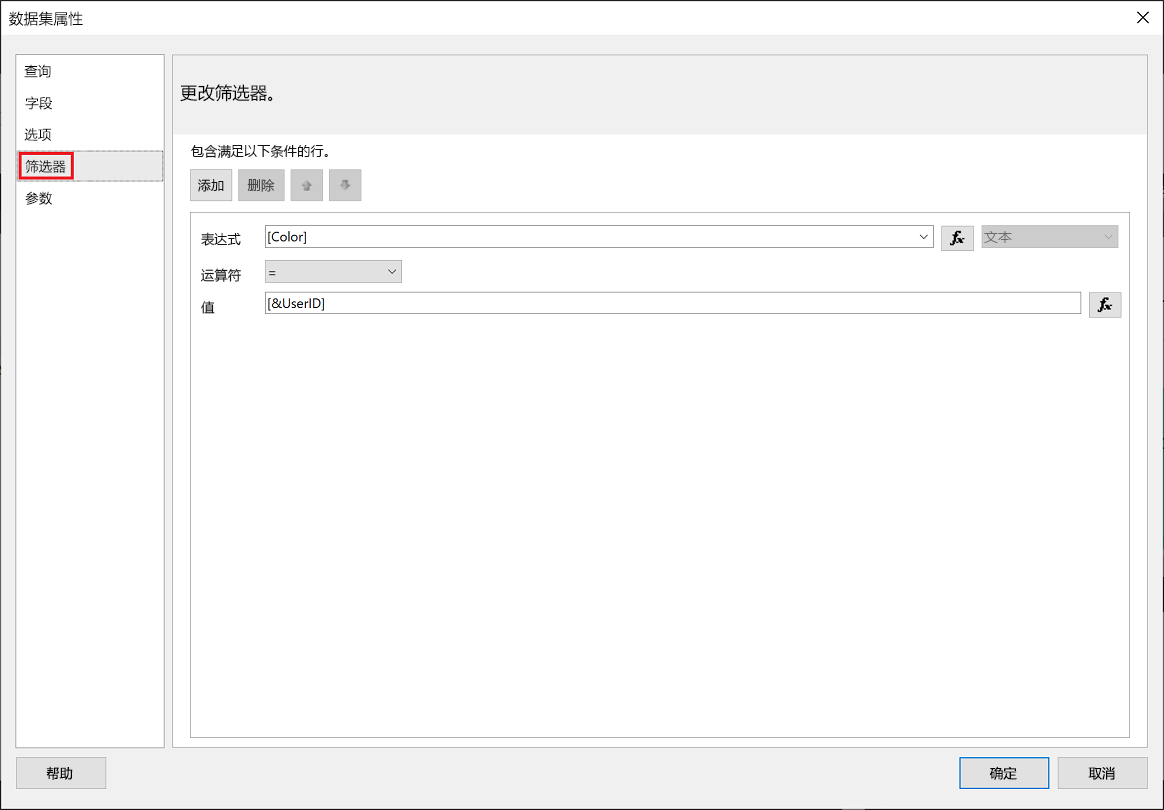 数据集属性
查询
字段
选项
筛选器
参数
更改筛选器。
包含满足以下条件的行。
添加 删除
表达式 [Color] fx 文本
运算符 =
值 [&UserID] fx
帮助 确定 取消